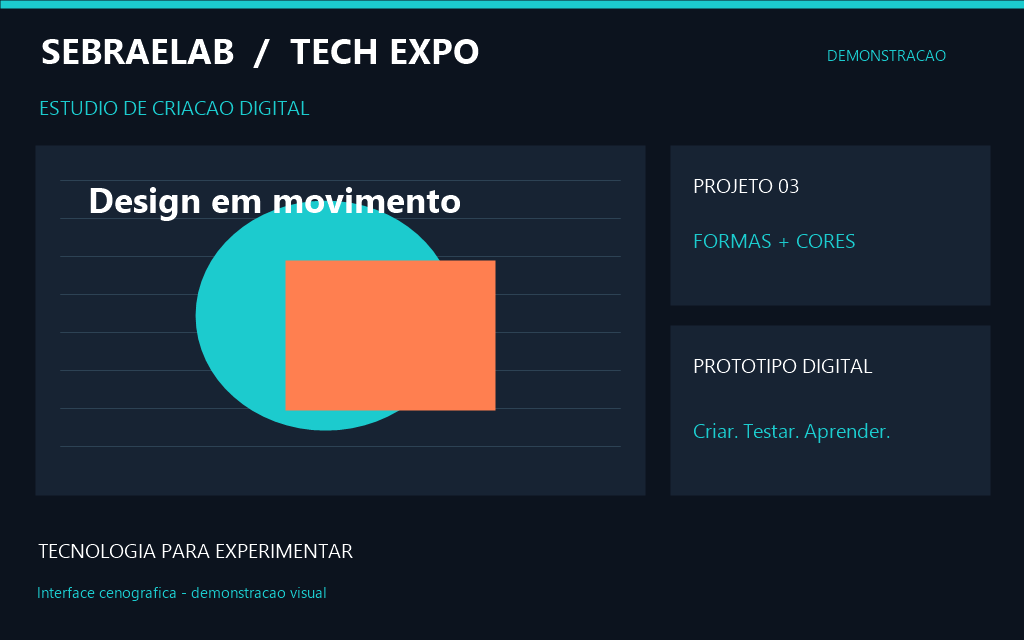 SEBRAELAB / TECH EXPO
DEMONSTRACAO
ESTUDIO DE CRIACAO DIGITAL
Design em movimento
PROJETO 03
FORMAS + CORES
PROTOTIPO DIGITAL
Criar. Testar. Aprender.
TECNOLOGIA PARA EXPERIMENTAR
Interface cenografica - demonstracao visual